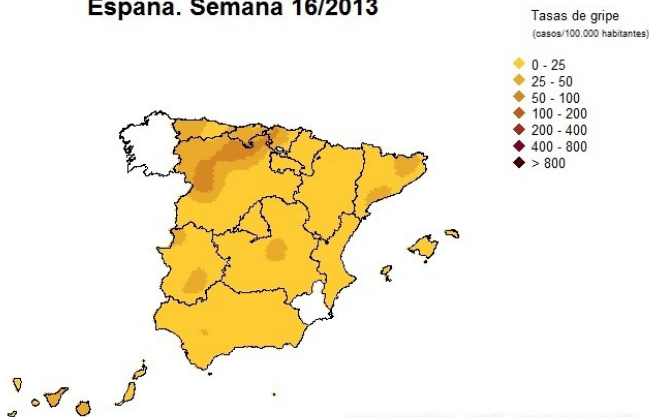 España. Semana 16/2013
Tasas de gripe
(casos/100.000 habitantes)
0 - 25
25 - 50
50 - 100
100 - 200
200 - 400
400 - 800
> 800